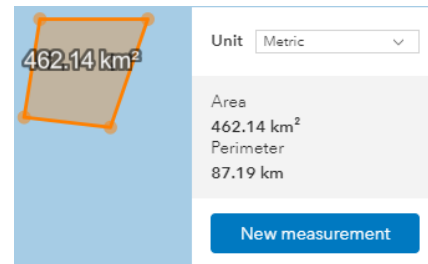 462.14 km²
Unit Metric
Area
462.14 km²
Perimeter
87.19 km
New measurement